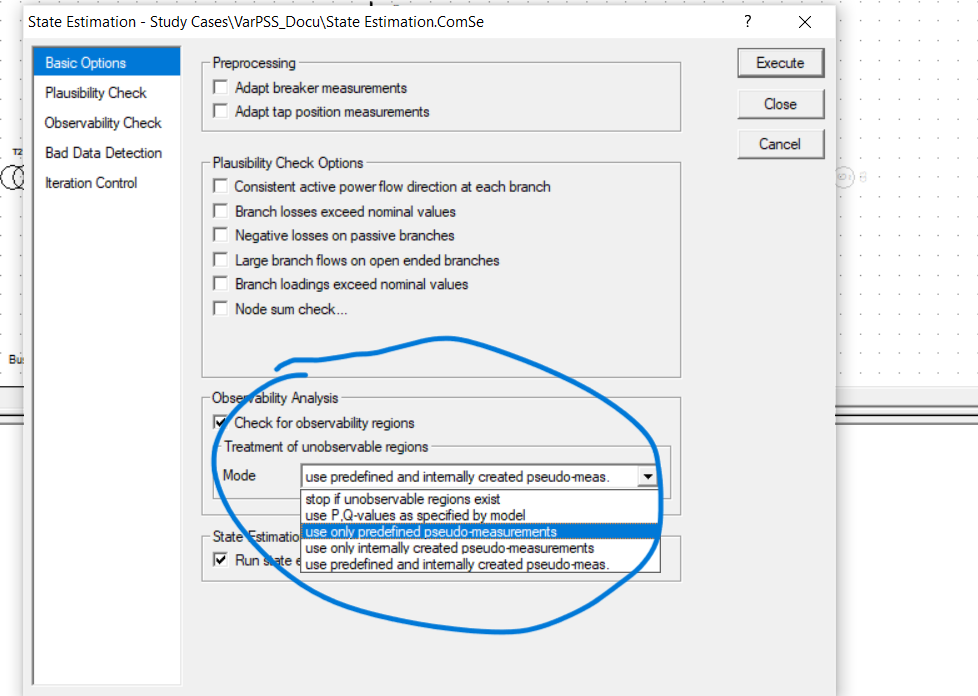 State Estimation - Study Cases\VarPSS_Docu\State Estimation.ComSe
?
Basic Options
Plausibility Check
Observability Check
Bad Data Detection
Iteration Control
Preprocessing
Adapt breaker measurements
Adapt tap position measurements
Plausibility Check Options
Consistent active power flow direction at each branch
Branch losses exceed nominal values
Negative losses on passive branches
Large branch flows on open ended branches
Branch loadings exceed nominal values
Node sum check...
Observability Analysis
Check for observability regions
Treatment of unobservable regions
Mode
use predefined and internally created pseudo-meas.
stop if unobservable regions exist
use P,Q-values as specified by model
use only predefined pseudo-measurements
use only internally created pseudo-measurements
use predefined and internally created pseudo-meas.
State Estimatio
Run state e
Execute
Close
Cancel
T2
Bu